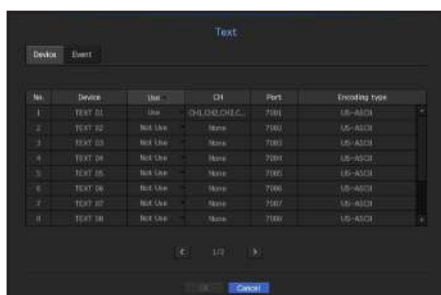 Text
Device Event
No. Device Use CH Port Encoding type
1 TEXT 01 Use CH1,CH2,CH3,C... 7001 US-ASCII
2 TEXT 02 Not Use None 7002 US-ASCII
3 TEXT 03 Not Use None 7003 US-ASCII
4 TEXT 04 Not Use None 7004 US-ASCII
5 TEXT 05 Not Use None 7005 US-ASCII
6 TEXT 06 Not Use None 7006 US-ASCII
7 TEXT 07 Not Use None 7007 US-ASCII
8 TEXT 08 Not Use None 7008 US-ASCII
1/2
OK Cancel